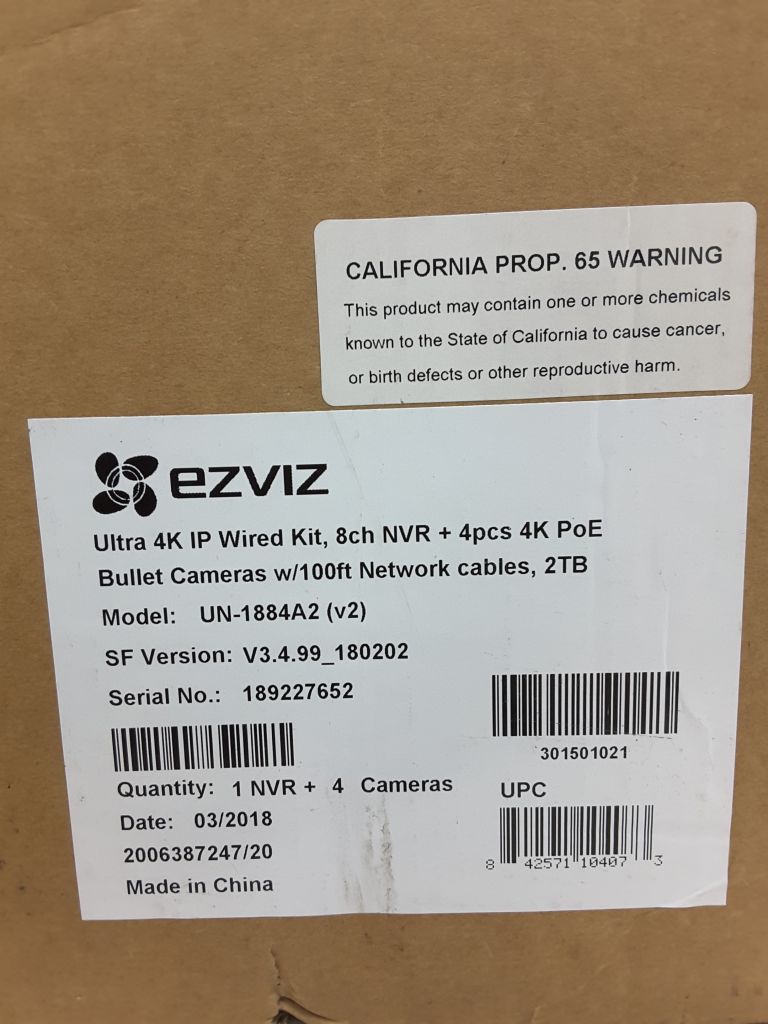 CALIFORNIA PROP. 65 WARNING
This product may contain one or more chemicals
known to the State of California to cause cancer,
or birth defects or other reproductive harm.
ezviz
Ultra 4K IP Wired Kit, 8ch NVR + 4pcs 4K PoE
Bullet Cameras w/100ft Network cables, 2TB
Model: UN-1884A2 (v2)
SF Version: V3.4.99_180202
Serial No.: 189227652
Quantity: 1 NVR + 4 Cameras
Date: 03/2018
2006387247/20
Made in China
301501021
UPC
8 42571 10407 3